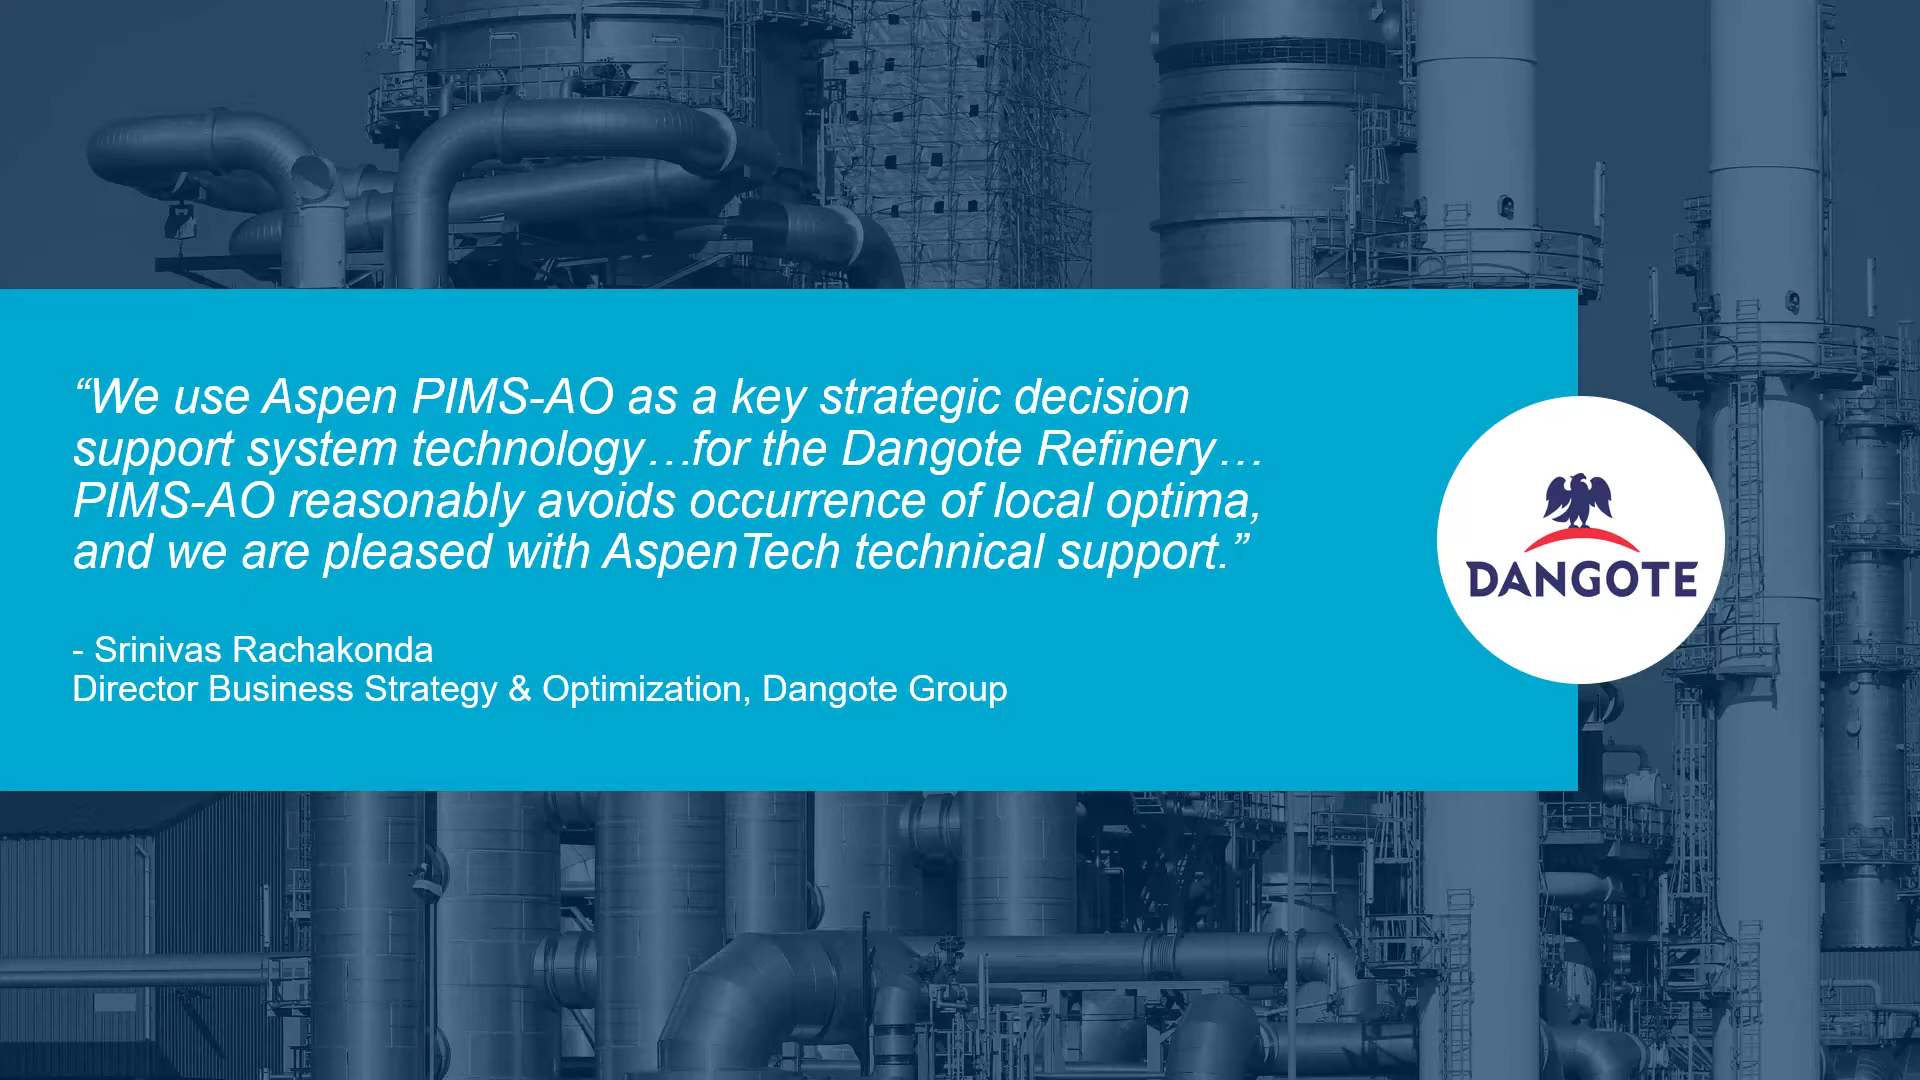 “We use Aspen PIMS-AO as a key strategic decision
support system technology…for the Dangote Refinery…
PIMS-AO reasonably avoids occurrence of local optima,
and we are pleased with AspenTech technical support.”
- Srinivas Rachakonda
Director Business Strategy & Optimization, Dangote Group
DANGOTE